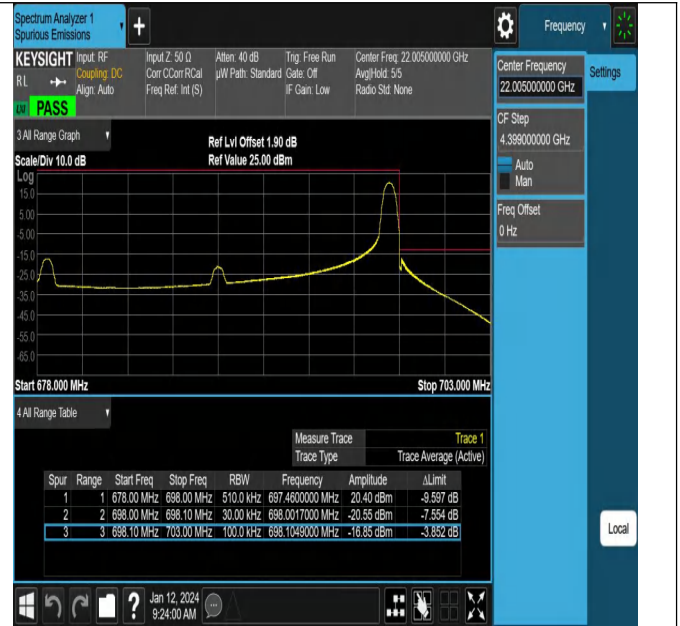 Spectrum Analyzer 1
Spurious Emissions
Frequency
KEYSIGHT
RL
PASS
Input: RF
Coupling: DC
Align: Auto
Input Z: 50 Ω
Corr CCorr RCal
Freq Ref: Int (S)
Atten: 40 dB
µW Path: Standard
Trig: Free Run
Gate: Off
IF Gain: Low
Center Freq: 22.005000000 GHz
Avg|Hold: 5/5
Radio Std: None
Center Frequency
22.005000000 GHz
Settings
CF Step
4.399000000 GHz
Auto
Man
Freq Offset
0 Hz
3 All Range Graph
Scale/Div 10.0 dB
Ref Lvl Offset 1.90 dB
Ref Value 25.00 dBm
Log
15.0
5.00
-5.00
-15.0
-25.0
-35.0
-45.0
-55.0
-65.0
Start 678.000 MHz
Stop 703.000 MHz
4 All Range Table
Measure Trace Trace 1
Trace Type Trace Average (Active)
Spur Range Start Freq Stop Freq RBW Frequency Amplitude ΔLimit
1 1 678.00 MHz 698.00 MHz 510.0 kHz 697.4600000 MHz 20.40 dBm -9.597 dB
2 2 698.00 MHz 698.10 MHz 30.00 kHz 698.0017000 MHz -20.55 dBm -7.554 dB
3 3 698.10 MHz 703.00 MHz 100.0 kHz 698.1049000 MHz -16.85 dBm -3.852 dB
Local
?
Jan 12, 2024
9:24:00 AM